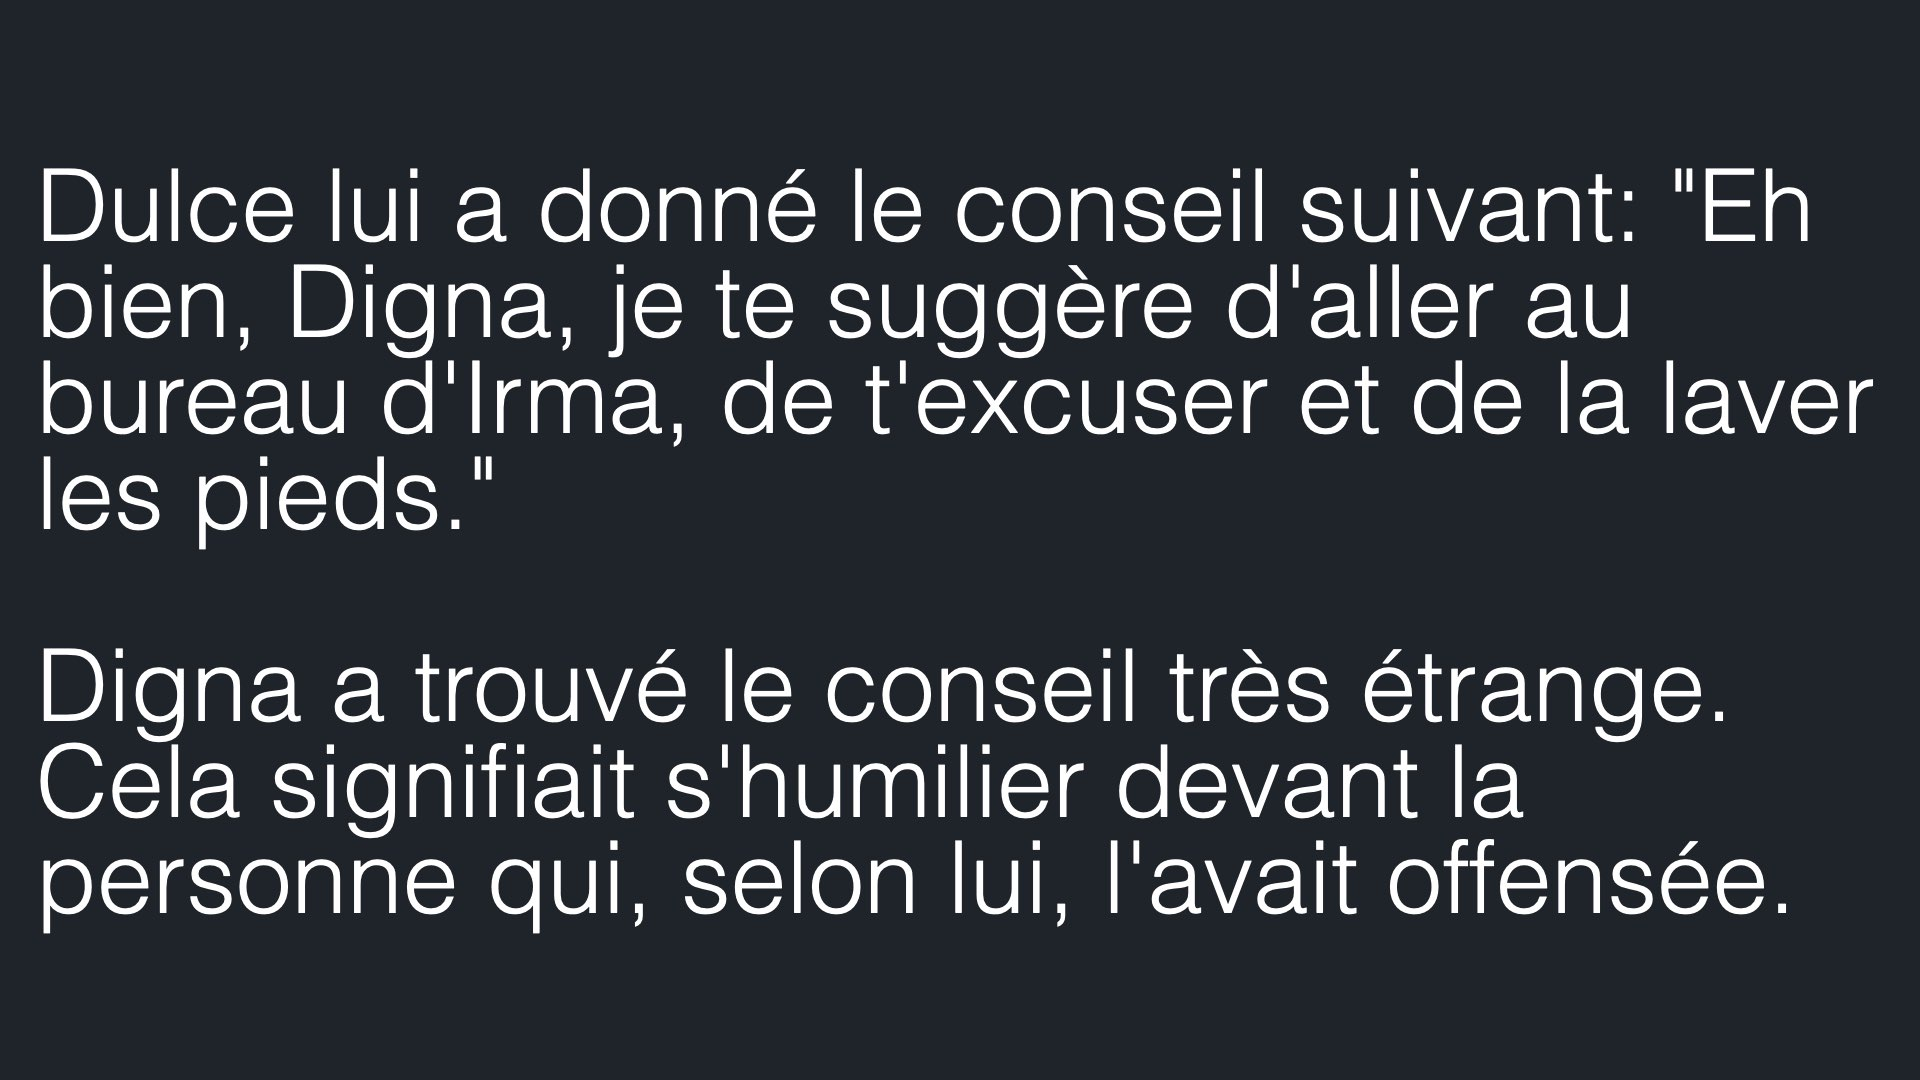 Dulce lui a donné le conseil suivant: "Eh
bien, Digna, je te suggère d'aller au
bureau d'Irma, de t'excuser et de la laver
les pieds."
Digna a trouvé le conseil très étrange.
Cela signifiait s'humilier devant la
personne qui, selon lui, l'avait offensée.